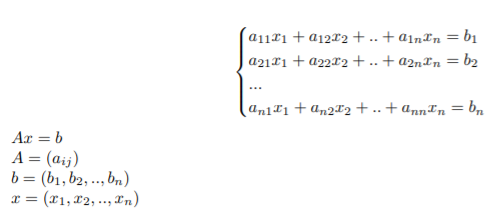 a₁₁x₁ + a₁₂x₂ + .. + a₁ₙxₙ = b₁
a₂₁x₁ + a₂₂x₂ + .. + a₂ₙxₙ = b₂
...
aₙ₁x₁ + aₙ₂x₂ + .. + aₙₙxₙ = bₙ
Ax = b
A = (aᵢⱼ)
b = (b₁, b₂, .., bₙ)
x = (x₁, x₂, .., xₙ)